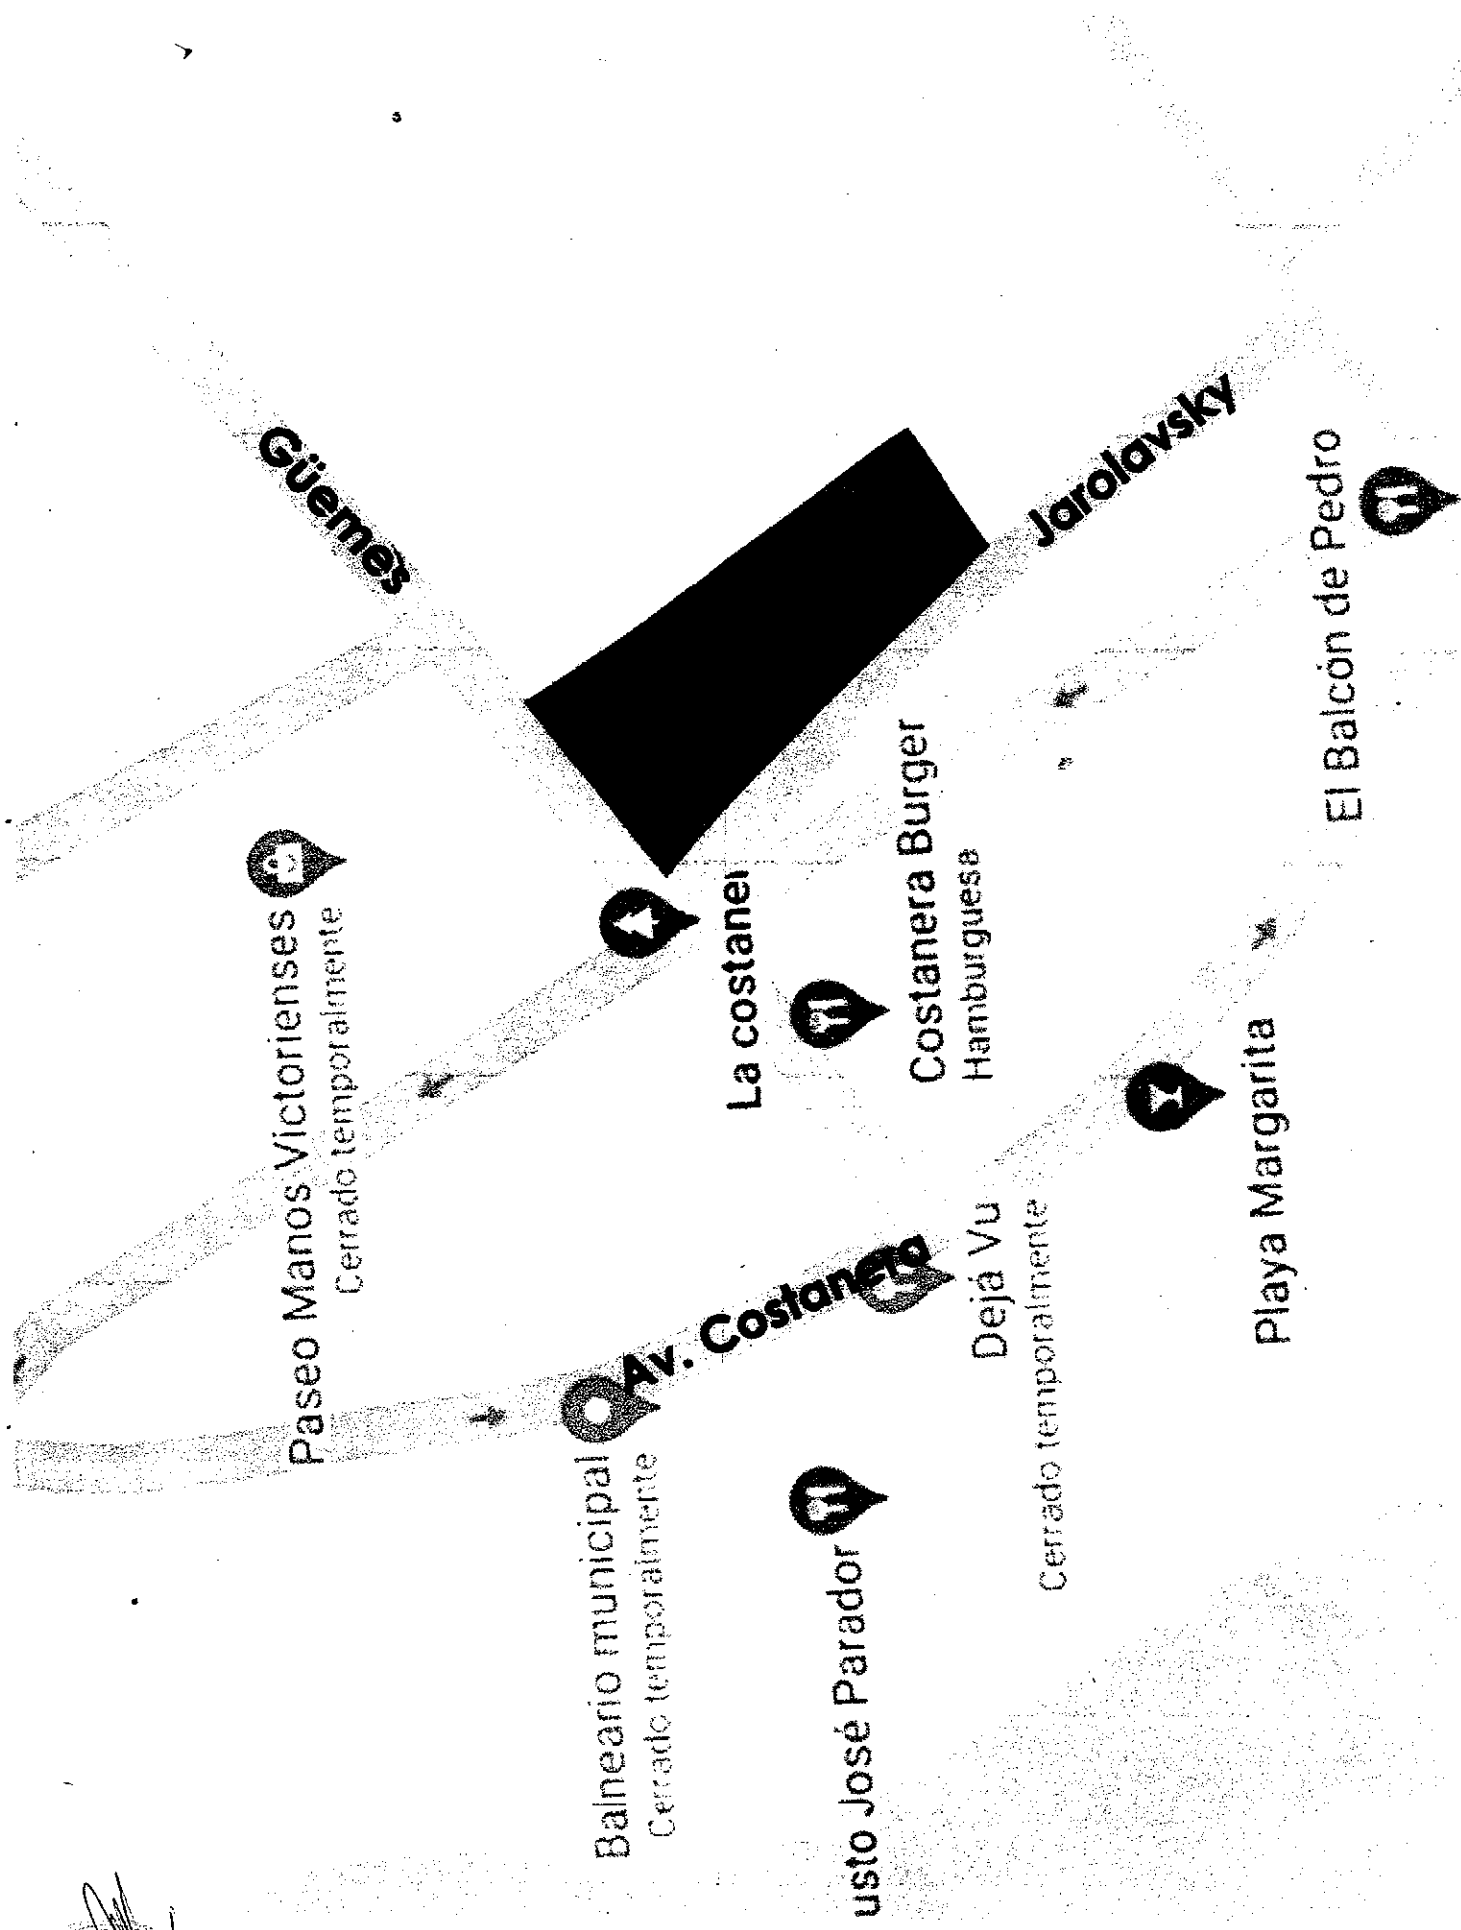 Güemes
Jarolavsky
Paseo Manos Victorienses
Cerrado temporalmente
La costaner
Costanera Burger
Hamburguesa
El Balcón de Pedro
Av. Costanera
Balneario municipal
Cerrado temporalmente
Dejá Vu
Cerrado temporalmente
Playa Margarita
usto José Parador